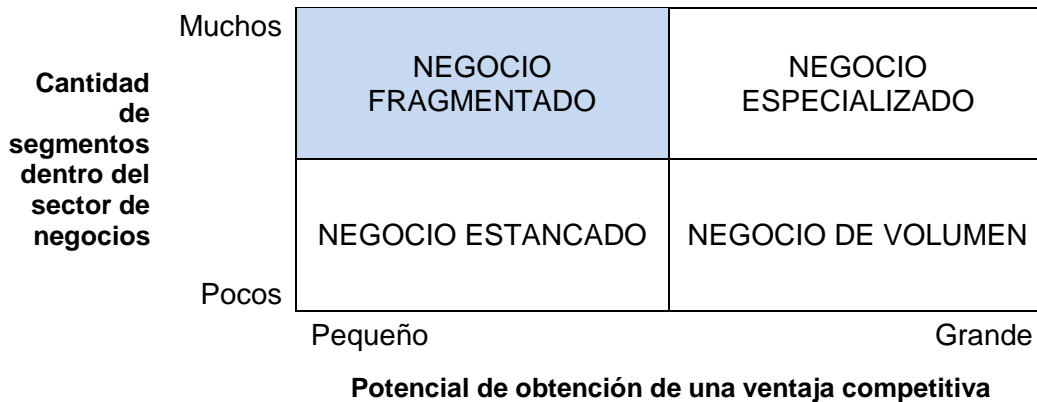 Muchos
NEGOCIO
FRAGMENTADO
NEGOCIO
ESPECIALIZADO
Cantidad
de
segmentos
dentro del
sector de
negocios
NEGOCIO ESTANCADO
NEGOCIO DE VOLUMEN
Pocos
Pequeño
Grande
Potencial de obtención de una ventaja competitiva